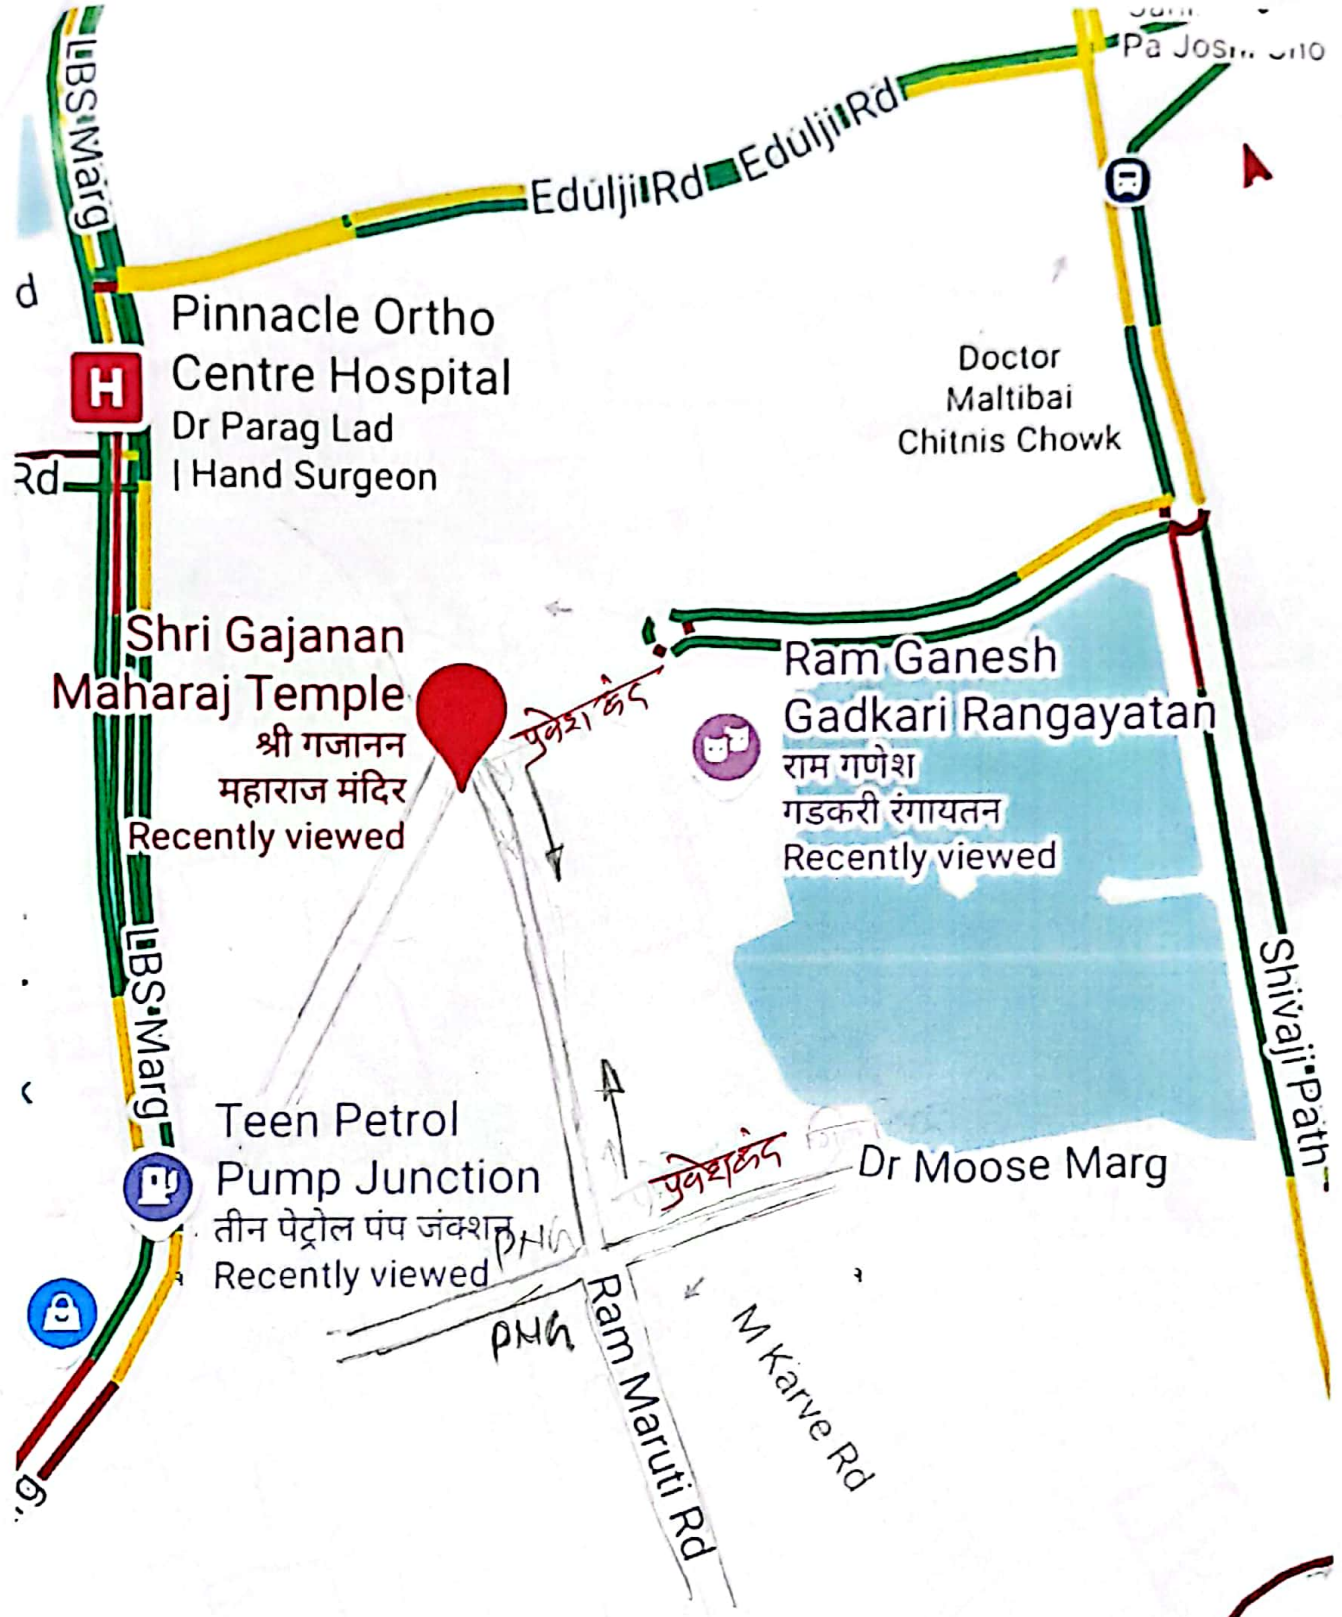 LBS Marg
Edulji Rd
Edulji Rd
d
Pinnacle Ortho
Centre Hospital
Dr Parag Lad
| Hand Surgeon
H
Rd
Doctor
Maltibai
Chitnis Chowk
Shri Gajanan
Maharaj Temple
श्री गजानन
महाराज मंदिर
Recently viewed
प्रवेश बंद
Ram Ganesh
Gadkari Rangayatan
राम गणेश
गडकरी रंगायतन
Recently viewed
LBS Marg
Shivaji Path
Teen Petrol
Pump Junction
तीन पेट्रोल पंप जंक्शन
Recently viewed
प्रवेश बंद
Dr Moose Marg
PNG
PNG
Ram Maruti Rd
M Karve Rd
g